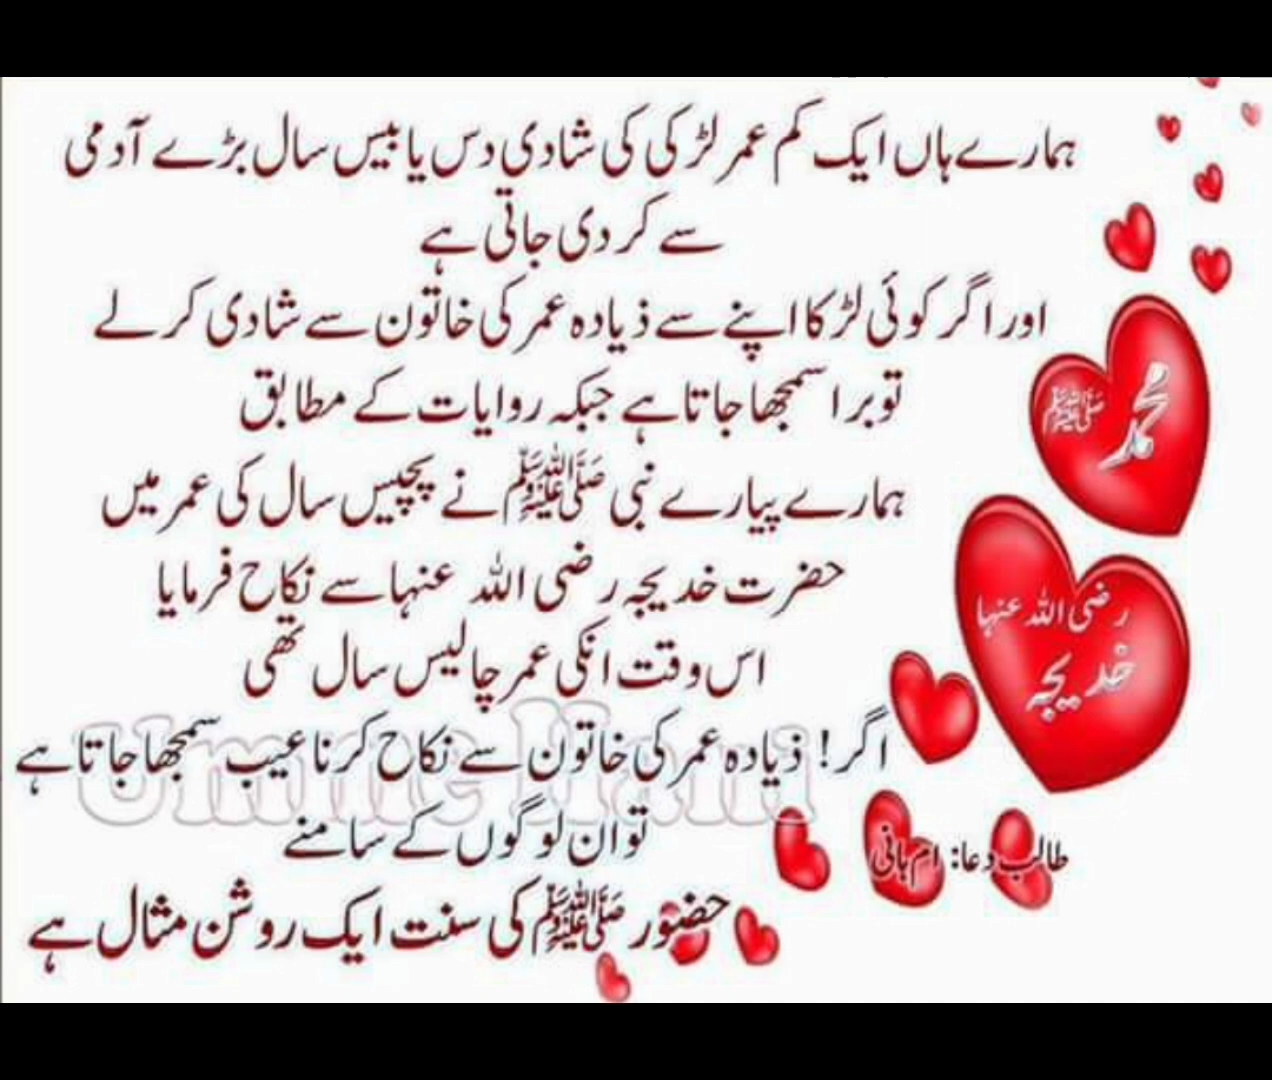 ہمارے ہاں ایک کم عمر لڑکی کی شادی دس یا بیس سال بڑے آدمی
سے کر دی جاتی ہے
اور اگر کوئی لڑکا اپنے سے ذیادہ عمر کی خاتون سے شادی کر لے
تو برا سمجھا جاتا ہے جبکہ روایات کے مطابق
ہمارے پیارے نبی ﷺ نے پچیس سال کی عمر میں
حضرت خدیجہ رضی اللہ عنہا سے نکاح فرمایا
اس وقت انکی عمر چالیس سال تھی
اگر! ذیادہ عمر کی خاتون سے نکاح کرنا عیب سمجھا جاتا ہے
تو ان لوگوں کے سامنے
حضور ﷺ کی سنت ایک روشن مثال ہے
محمد ﷺ
رضی اللہ عنہا
خدیجہ
طالب دعا: ام ہانی
Umme Hani